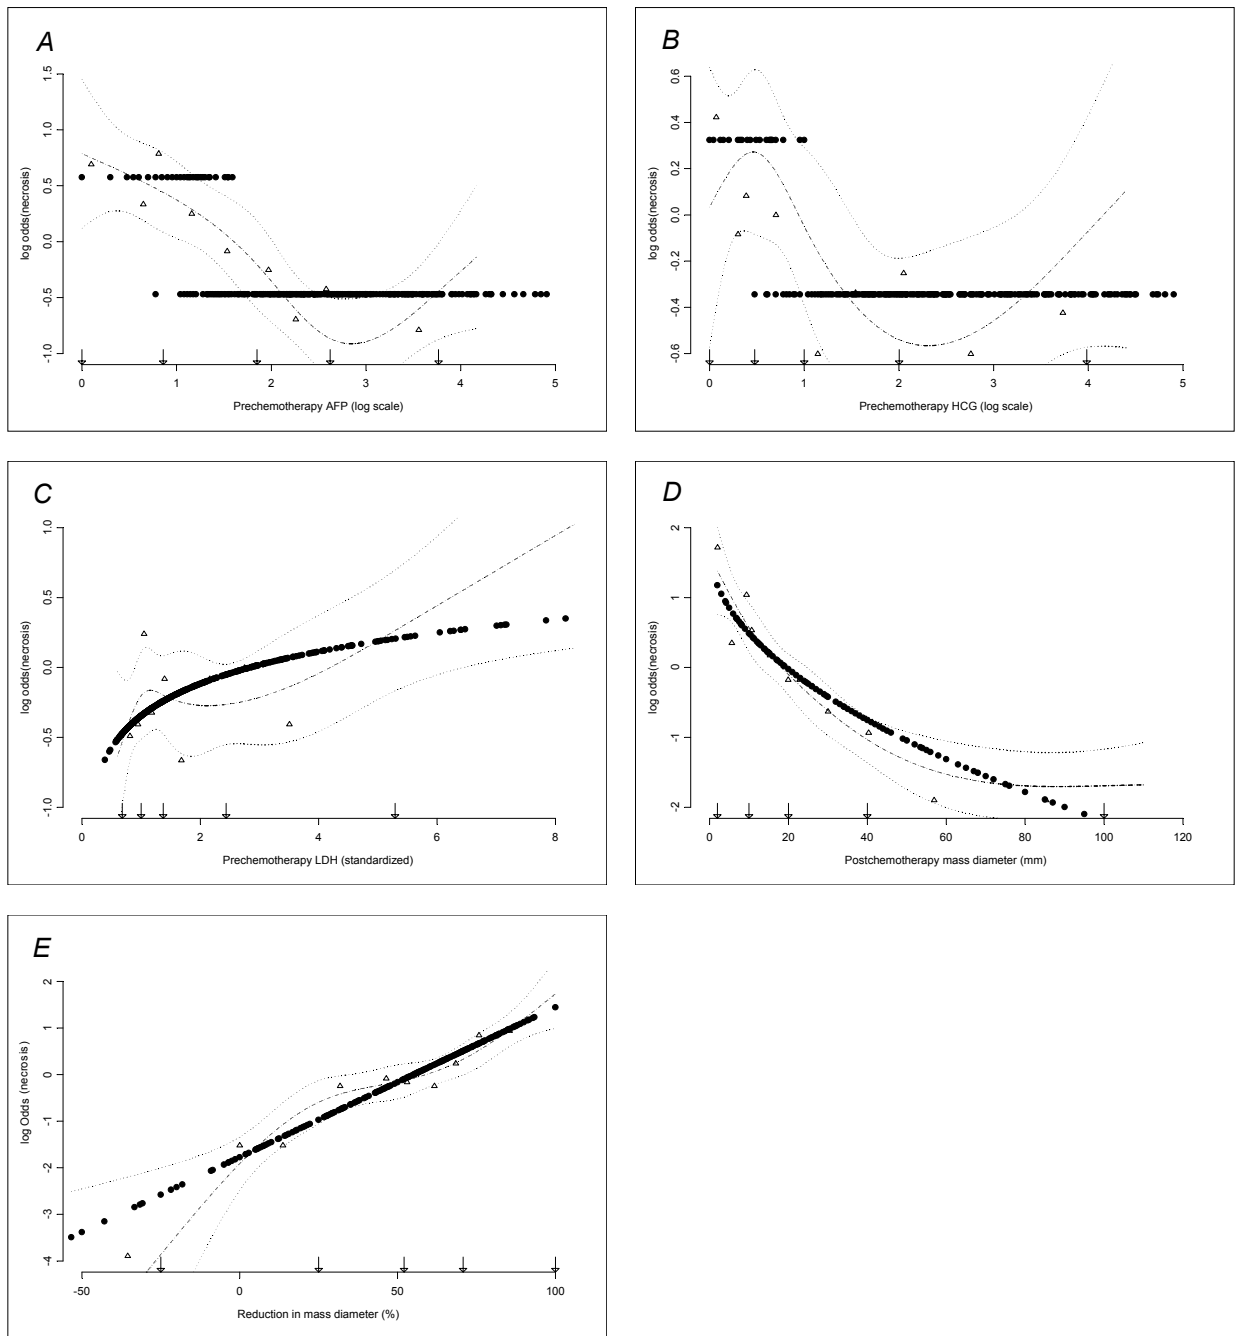 A
log odds(necrosis)
1.5
1.0
0.5
0.0
-0.5
-1.0
0 1 2 3 4 5
Prechemotherapy AFP (log scale)
B
log odds(necrosis)
0.6
0.4
0.2
0.0
-0.2
-0.4
-0.6
0 1 2 3 4 5
Prechemotherapy HCG (log scale)
C
log odds(necrosis)
1.0
0.5
0.0
-0.5
-1.0
0 2 4 6 8
Prechemotherapy LDH (standardized)
D
log odds(necrosis)
2
1
0
-1
-2
0 20 40 60 80 100 120
Postchemotherapy mass diameter (mm)
E
log Odds (necrosis)
2
1
0
-1
-2
-3
-4
-50 0 50 100
Reduction in mass diameter (%)